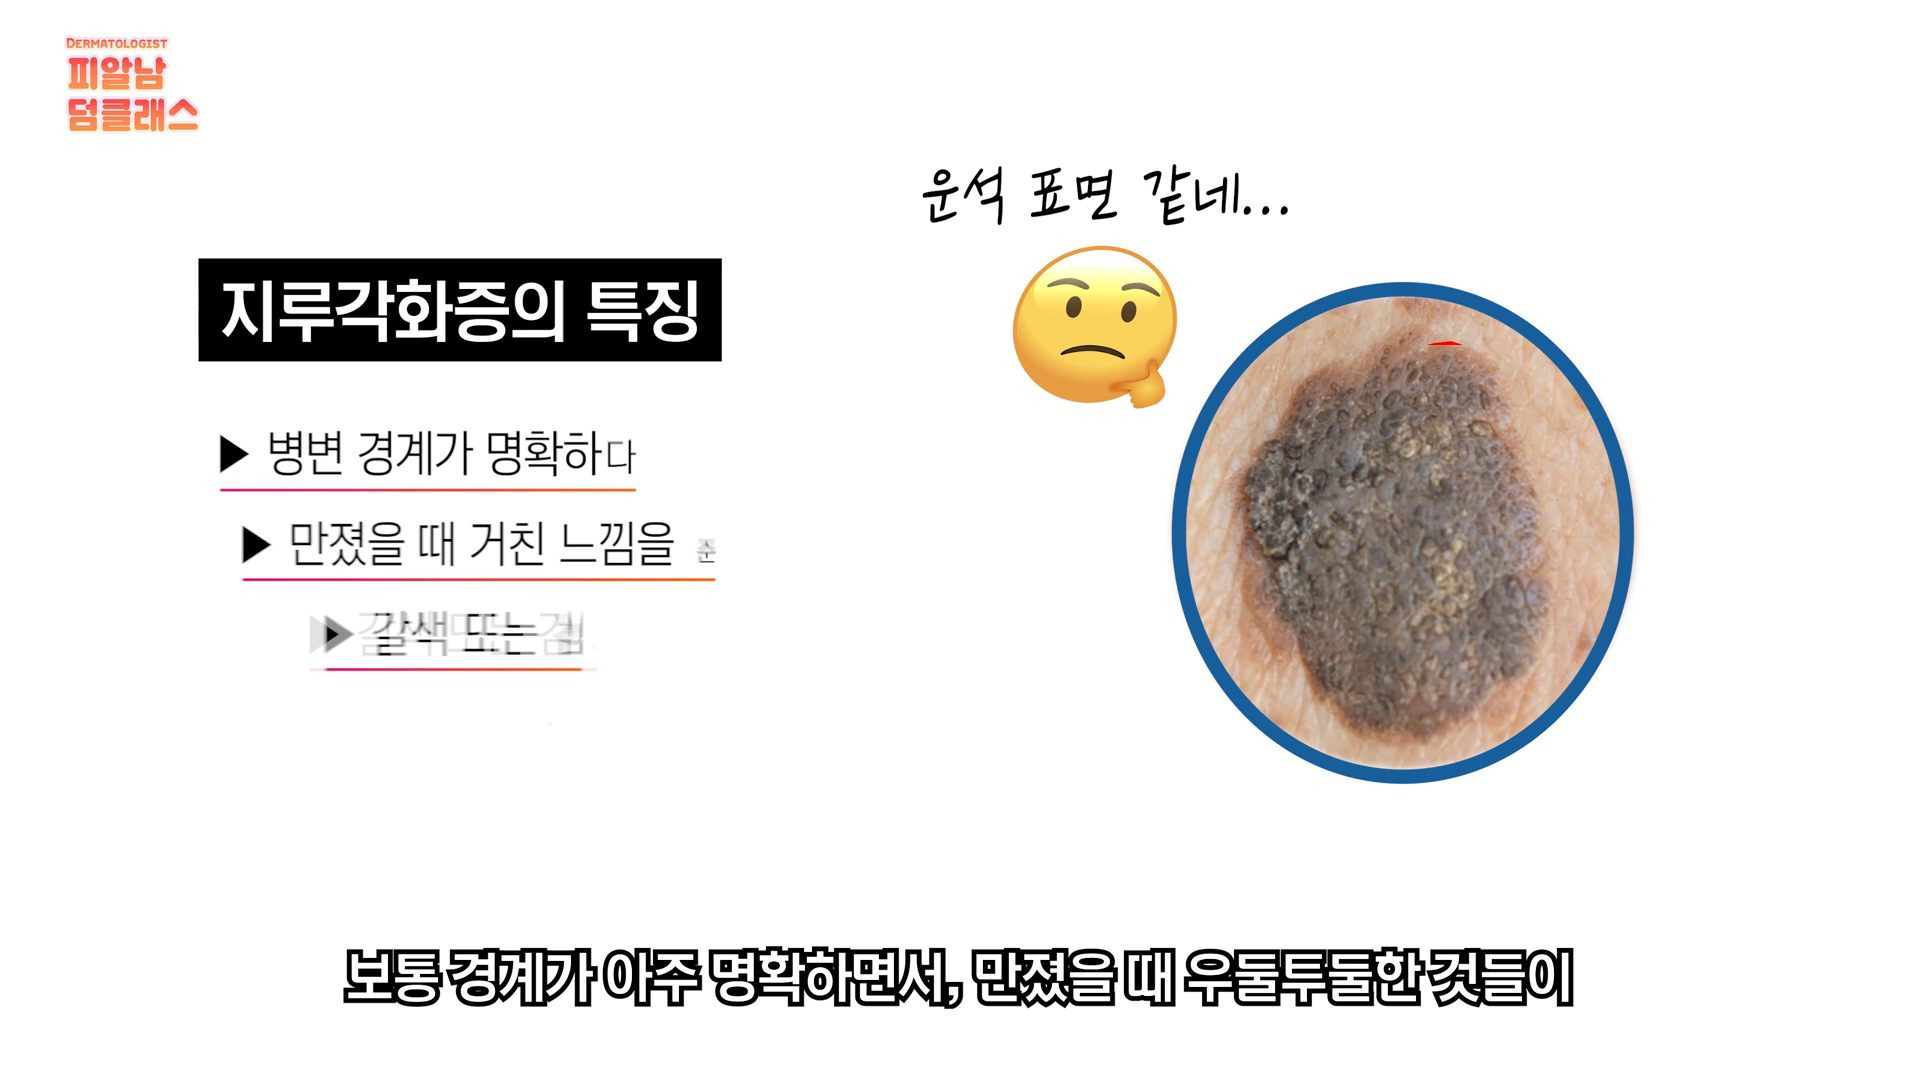 DERMATOLOGIST
피알남
덤클래스
운석 표면 같네...
지루각화증의 특징
▶ 병변 경계가 명확하다
▶ 만졌을 때 거친 느낌을 준
▶ 갈색 또는
보통 경계가 아주 명확하면서, 만졌을 때 우둘투둘한 것들이